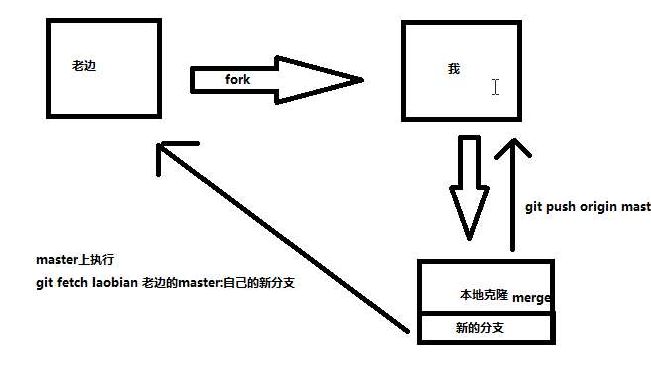 老边
fork
我
git push origin mast
master上执行
git fetch laobian 老边的master:自己的新分支
本地克隆 merge
新的分支